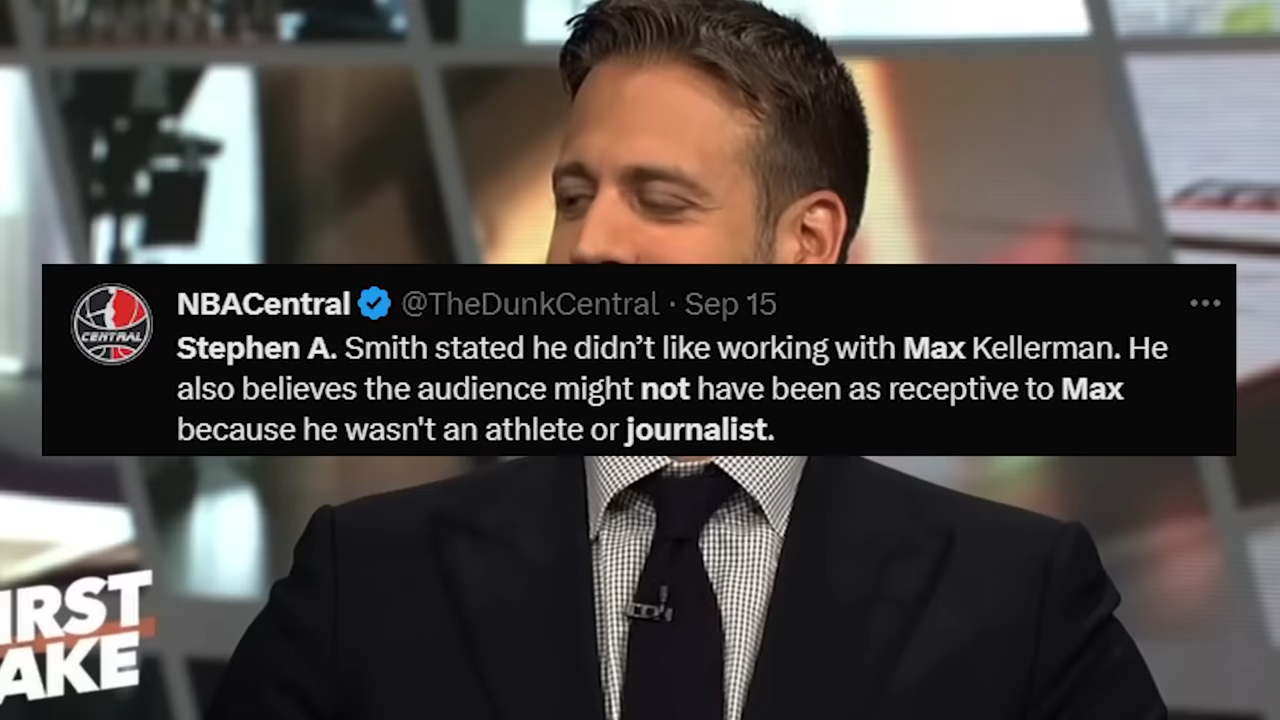 NBACentral @TheDunkCentral · Sep 15
Stephen A. Smith stated he didn’t like working with Max Kellerman. He
also believes the audience might not have been as receptive to Max
because he wasn't an athlete or journalist.
CENTRAL
IRST
AKE